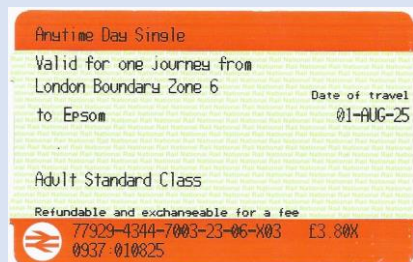 Anytime Day Single
Valid for one journey from
London Boundary Zone 6
Date of travel
to Epsom
01-AUG-25
Adult Standard Class
Refundable and exchangeable for a fee
77929-4344-7003-23-06-X03 £3.80X
0937:010825